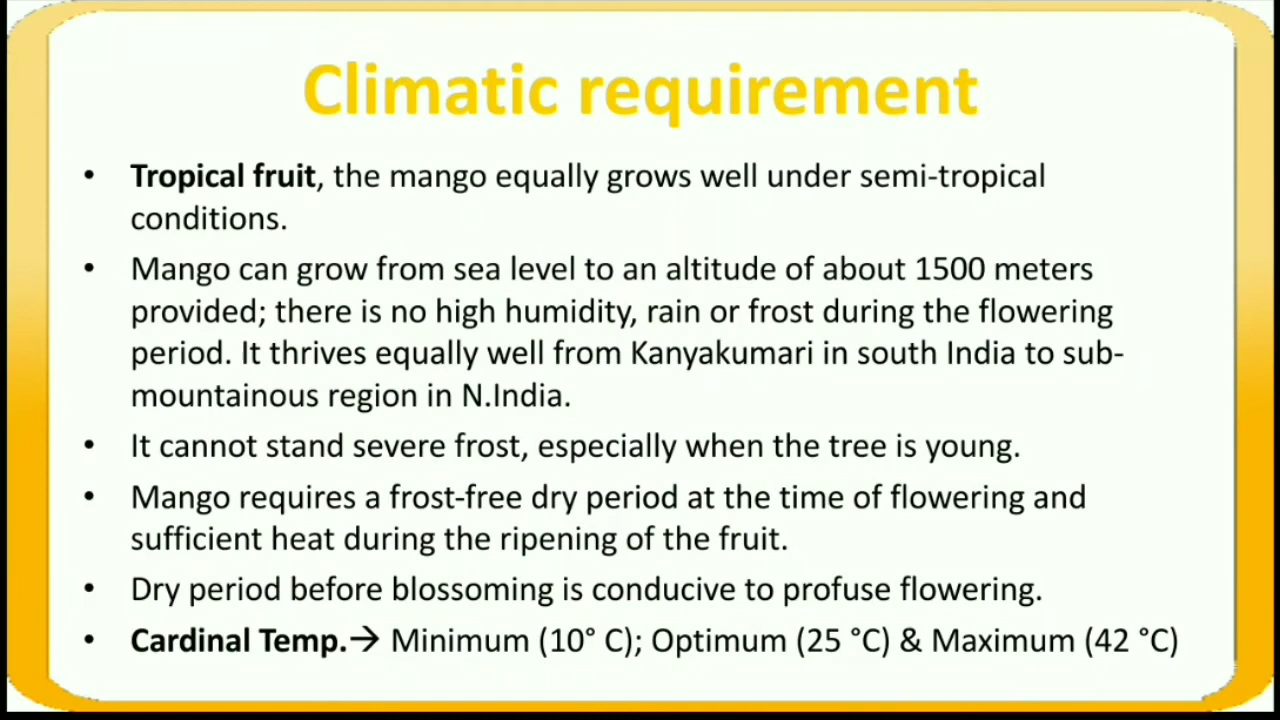 Climatic requirement
• Tropical fruit, the mango equally grows well under semi-tropical
conditions.
• Mango can grow from sea level to an altitude of about 1500 meters
provided; there is no high humidity, rain or frost during the flowering
period. It thrives equally well from Kanyakumari in south India to sub-
mountainous region in N.India.
• It cannot stand severe frost, especially when the tree is young.
• Mango requires a frost-free dry period at the time of flowering and
sufficient heat during the ripening of the fruit.
• Dry period before blossoming is conducive to profuse flowering.
• Cardinal Temp.→ Minimum (10° C); Optimum (25 °C) & Maximum (42 °C)